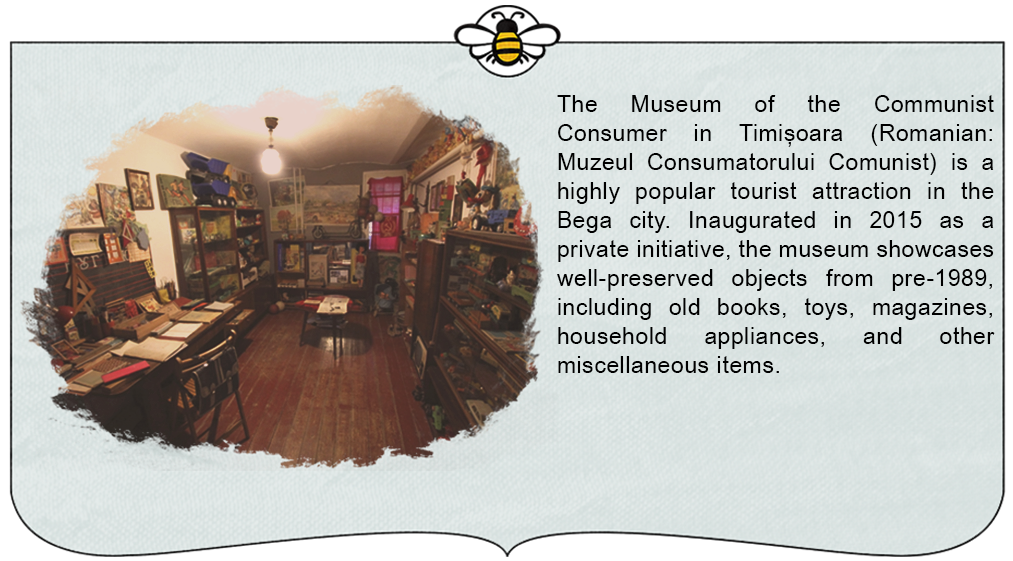 The Museum of the Communist
Consumer in Timișoara (Romanian:
Muzeul Consumatorului Comunist) is a
highly popular tourist attraction in the
Bega city. Inaugurated in 2015 as a
private initiative, the museum showcases
well-preserved objects from pre-1989,
including old books, toys, magazines,
household appliances, and other
miscellaneous items.